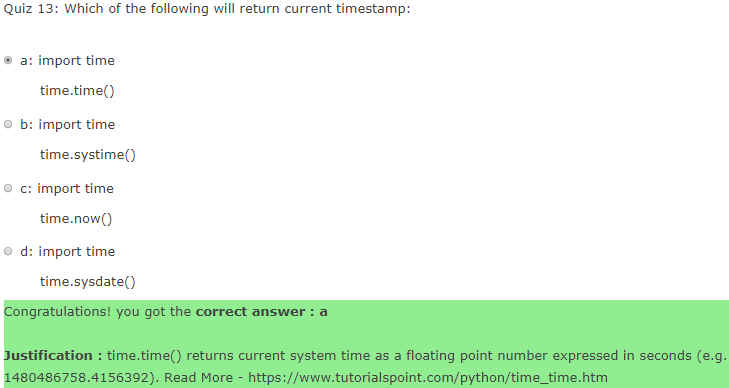 Quiz 13: Which of the following will return current timestamp:
a: import time
time.time()
b: import time
time.systime()
c: import time
time.now()
d: import time
time.sysdate()
Congratulations! you got the correct answer : a
Justification : time.time() returns current system time as a floating point number expressed in seconds (e.g.
1480486758.4156392). Read More - https://www.tutorialspoint.com/python/time_time.htm